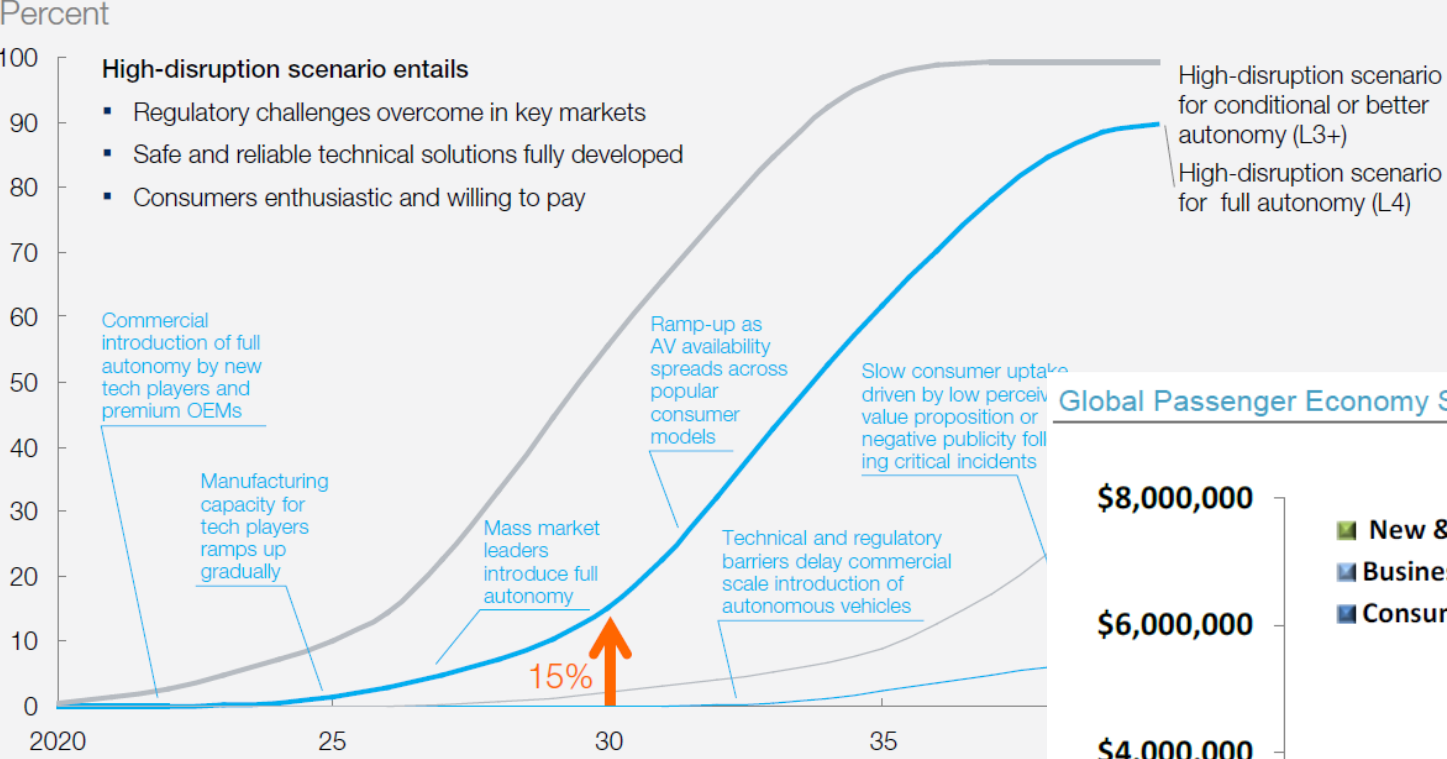 Percent
100
90
80
70
60
50
40
30
20
10
0
High-disruption scenario entails
▪ Regulatory challenges overcome in key markets
▪ Safe and reliable technical solutions fully developed
▪ Consumers enthusiastic and willing to pay
High-disruption scenario
for conditional or better
autonomy (L3+)
High-disruption scenario
for full autonomy (L4)
Commercial
introduction of full
autonomy by new
tech players and
premium OEMs
Manufacturing
capacity for
tech players
ramps up
gradually
Mass market
leaders
introduce full
autonomy
Ramp-up as
AV availability
spreads across
popular
consumer
models
Slow consumer uptake
driven by low perceiv
value proposition or
negative publicity foll
ing critical incidents
Technical and regulatory
barriers delay commercial
scale introduction of
autonomous vehicles
15%
2020
25
30
35
Global Passenger Economy S
$8,000,000
$6,000,000
$4,000,000
New &
Busines
Consur